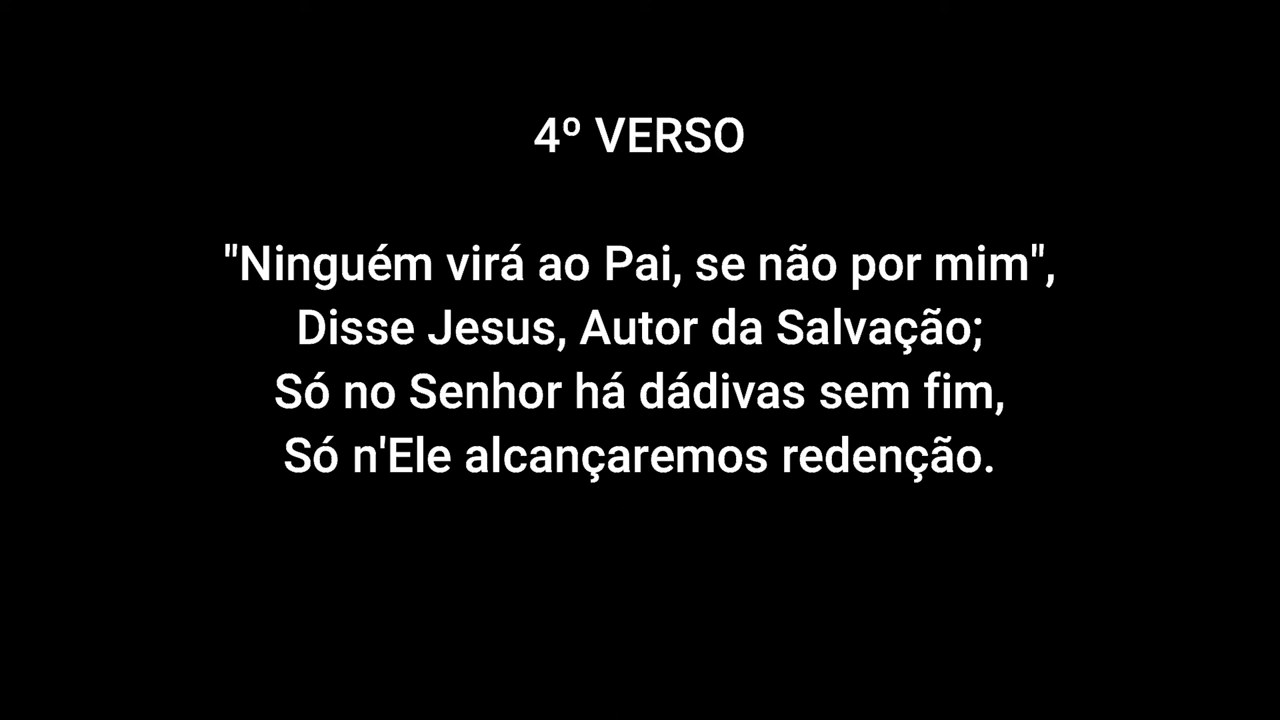 4º VERSO
"Ninguém virá ao Pai, se não por mim",
Disse Jesus, Autor da Salvação;
Só no Senhor há dádivas sem fim,
Só n'Ele alcançaremos redenção.